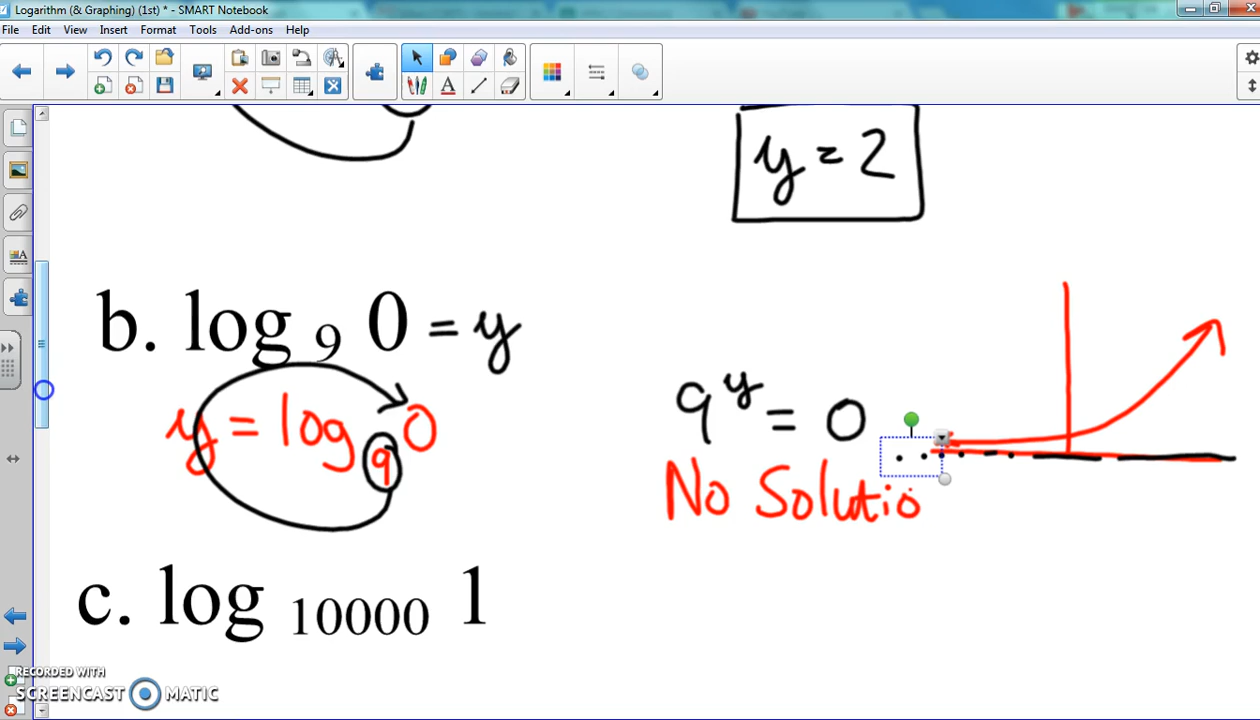 Logarithm (& Graphing) (1st) * - SMART Notebook
File Edit View Insert Format Tools Add-ons Help
y = 2
b. log 9 0 = y
y = log 9 0
9^y = 0
No Solutio
c. log 10000 1
RECORDED WITH
SCREENCAST MATIC